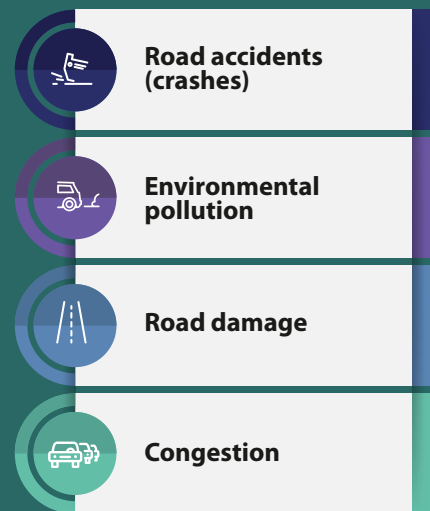 Road accidents
(crashes)
Environmental
pollution
Road damage
Congestion